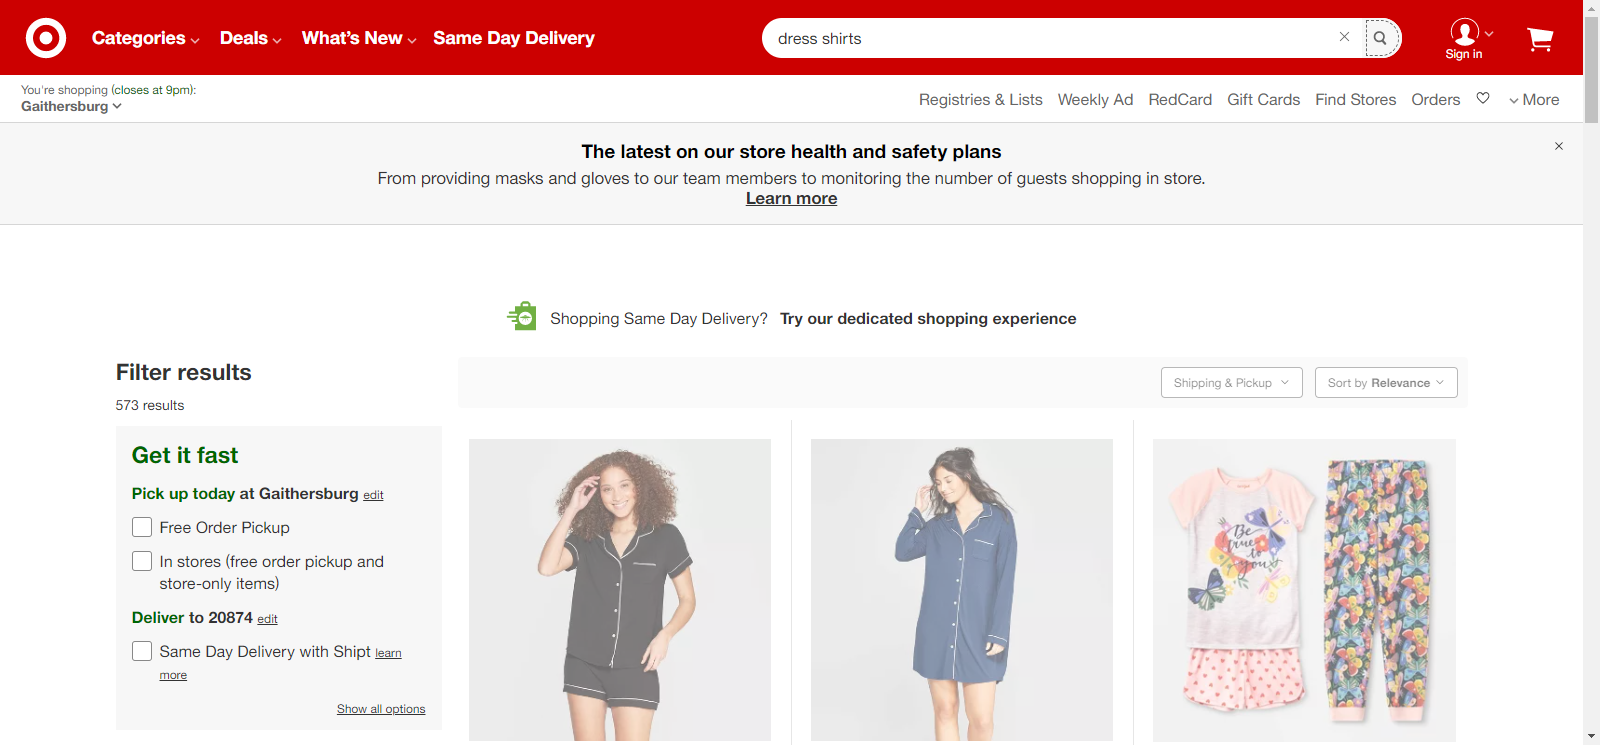 Categories
Deals
What's New
Same Day Delivery
dress shirts
Sign in
You're shopping (closes at 9pm):
Gaithersburg
Registries & Lists
Weekly Ad
RedCard
Gift Cards
Find Stores
Orders
More
The latest on our store health and safety plans
From providing masks and gloves to our team members to monitoring the number of guests shopping in store.
Learn more
Shopping Same Day Delivery? Try our dedicated shopping experience
Filter results
573 results
Shipping & Pickup
Sort by Relevance
Get it fast
Pick up today at Gaithersburg edit
Free Order Pickup
In stores (free order pickup and
store-only items)
Deliver to 20874 edit
Same Day Delivery with Shipt learn
more
Show all options
Be
true
to
you